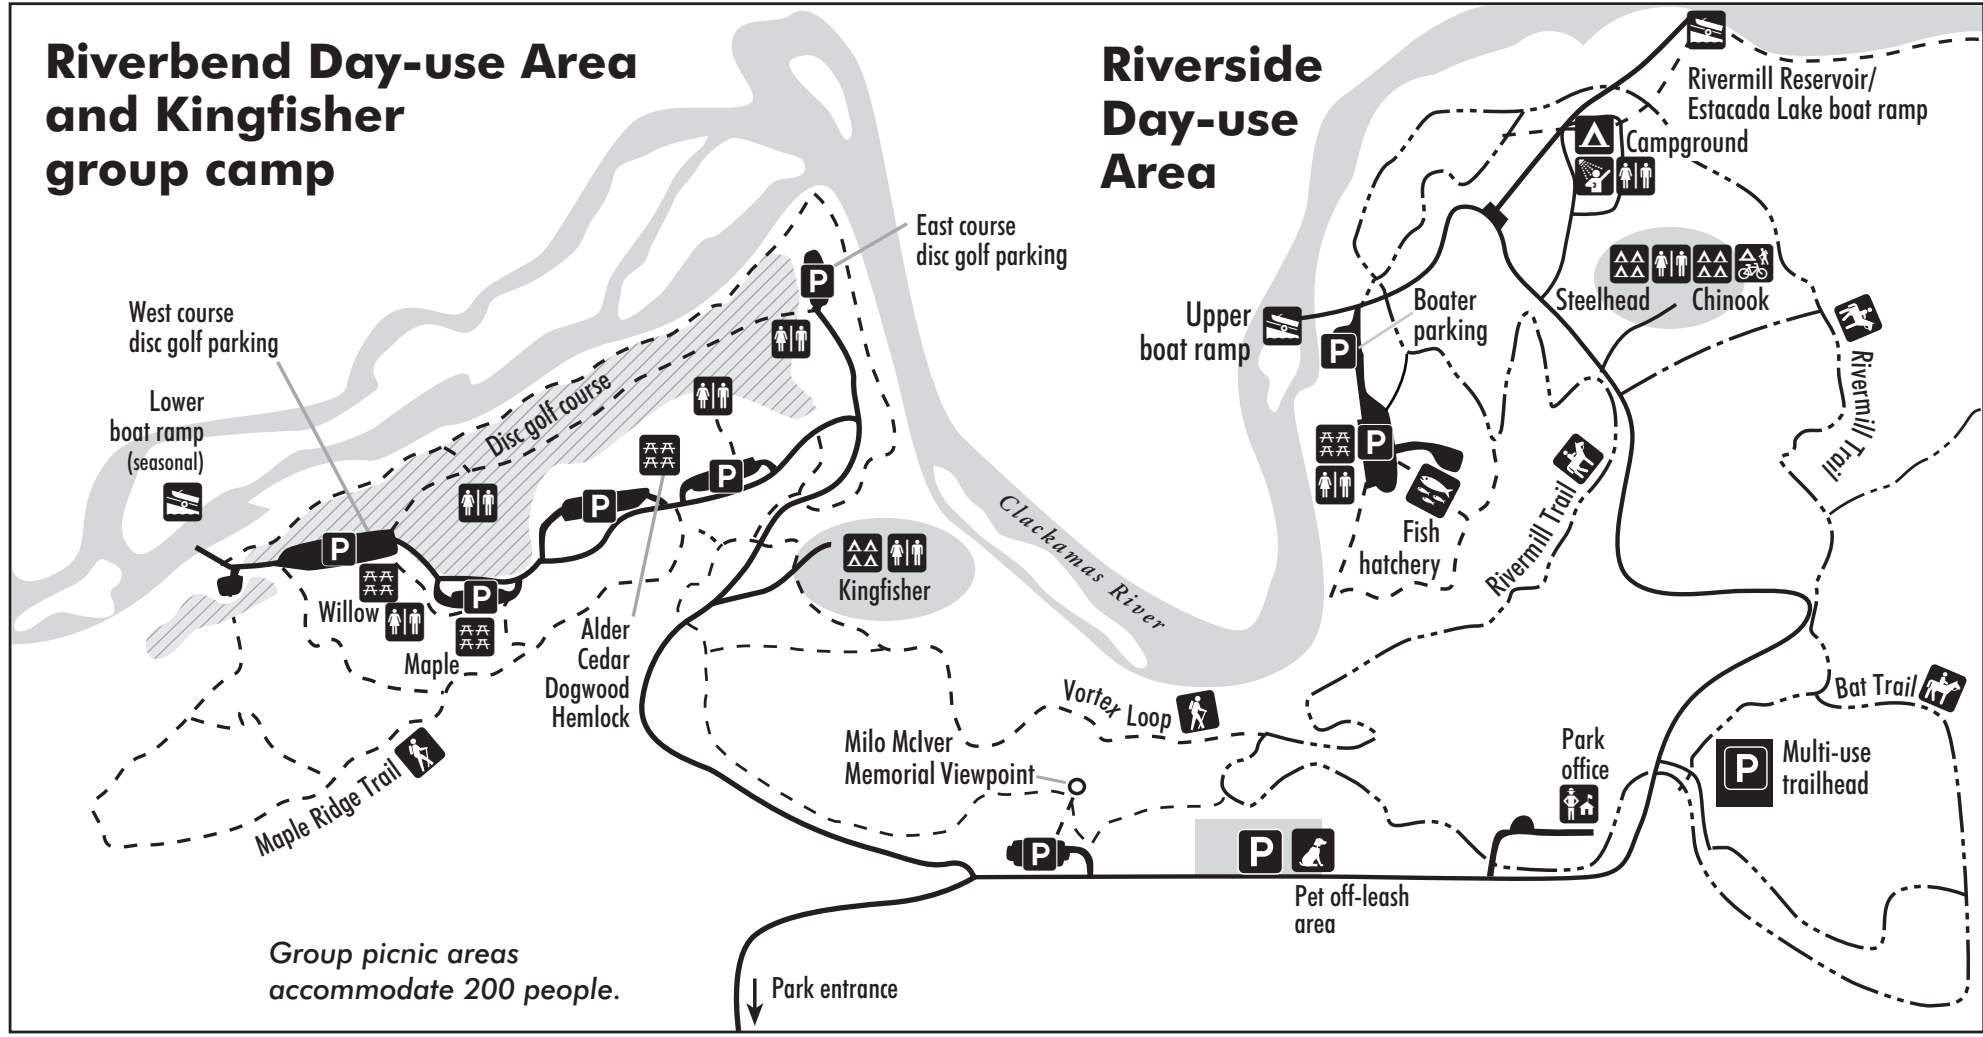 Riverbend Day-use Area
and Kingfisher
group camp
Riverside
Day-use
Area
Rivermill Reservoir/
Estacada Lake boat ramp
Campground
East course
disc golf parking
West course
disc golf parking
Lower
boat ramp
(seasonal)
Disc golf course
P
P
P
P
P
Willow
Maple
Alder
Cedar
Dogwood
Hemlock
Kingfisher
Maple Ridge Trail
Clackamas River
Upper
boat ramp
Boater
parking
P
P
Steelhead
Chinook
Rivermill Trail
Rivermill Trail
Fish
hatchery
Vortex Loop
Milo McIver
Memorial Viewpoint
P
P
Pet off-leash
area
Park
office
P
Multi-use
trailhead
Bat Trail
Group picnic areas
accommodate 200 people.
Park entrance